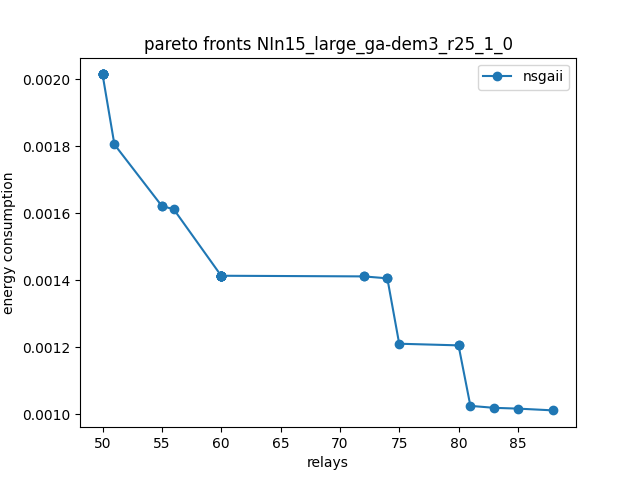 pareto fronts NIn15_large_ga-dem3_r25_1_0
nsgaii
energy consumption
0.0020
0.0018
0.0016
0.0014
0.0012
0.0010
50 55 60 65 70 75 80 85
relays